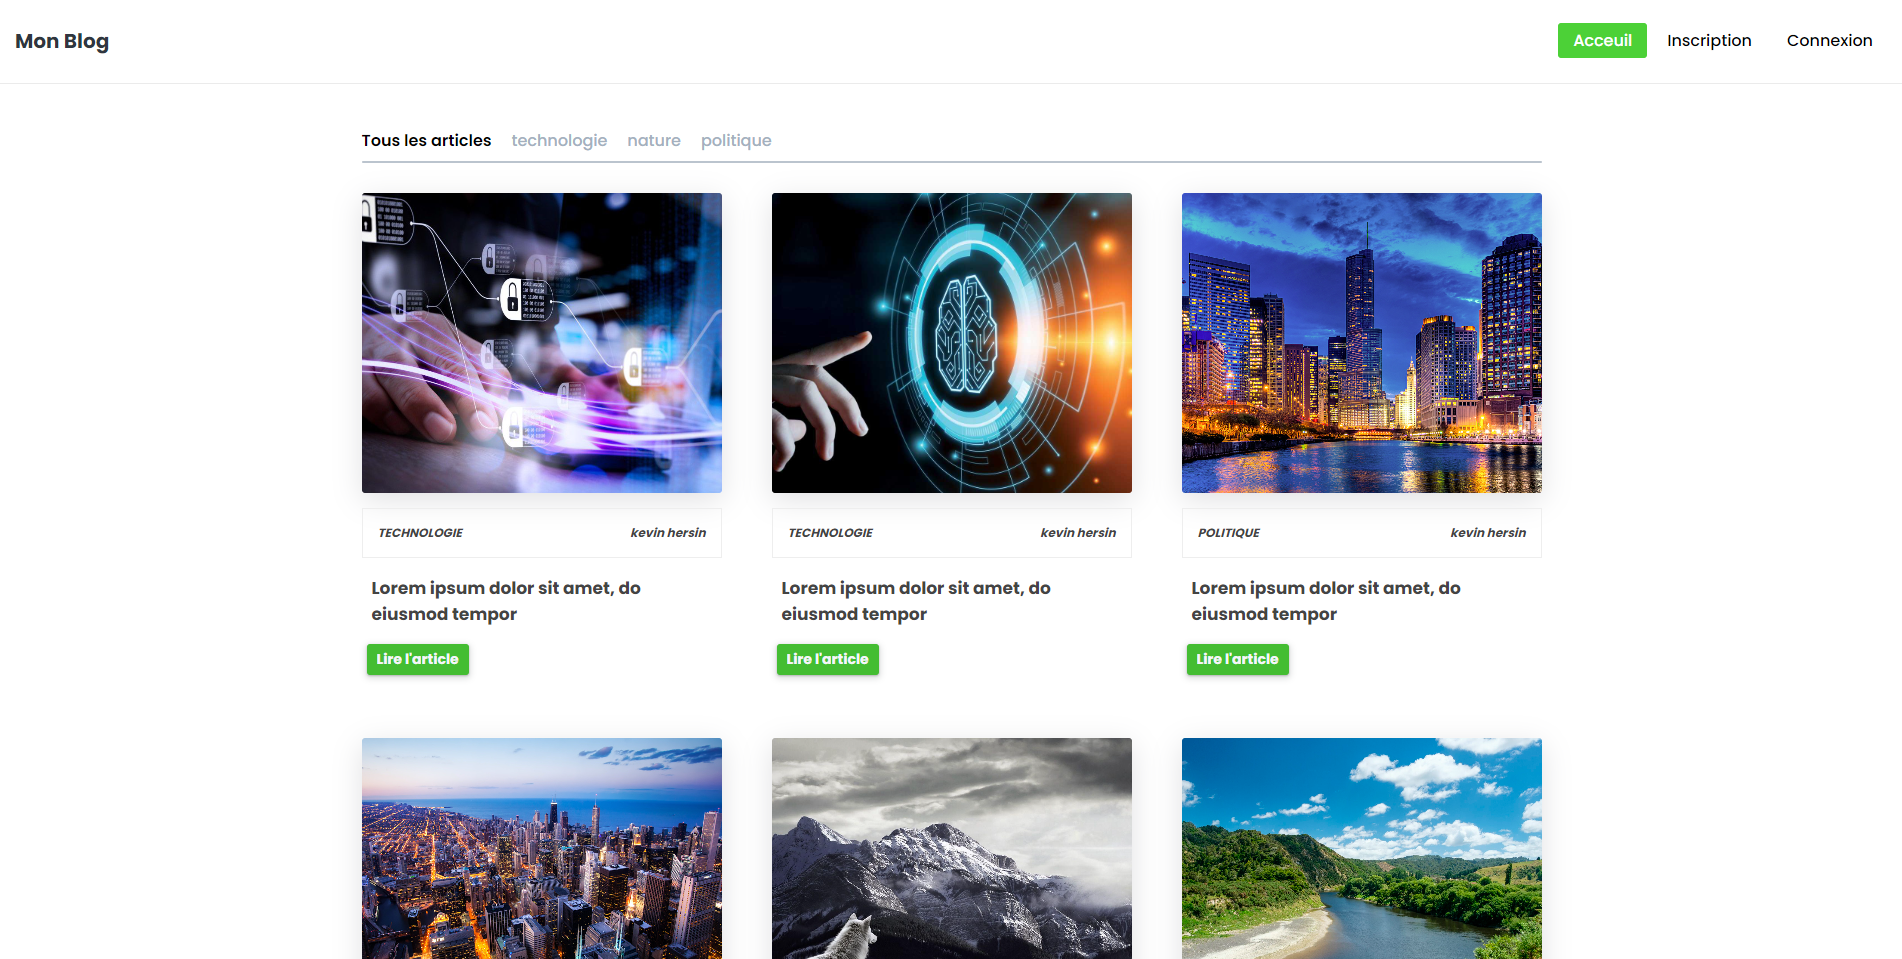 Mon Blog
Acceuil Inscription Connexion
Tous les articles technologie nature politique
TECHNOLOGIE kevin hersin
Lorem ipsum dolor sit amet, do
eiusmod tempor
Lire l'article
TECHNOLOGIE kevin hersin
Lorem ipsum dolor sit amet, do
eiusmod tempor
Lire l'article
POLITIQUE kevin hersin
Lorem ipsum dolor sit amet, do
eiusmod tempor
Lire l'article